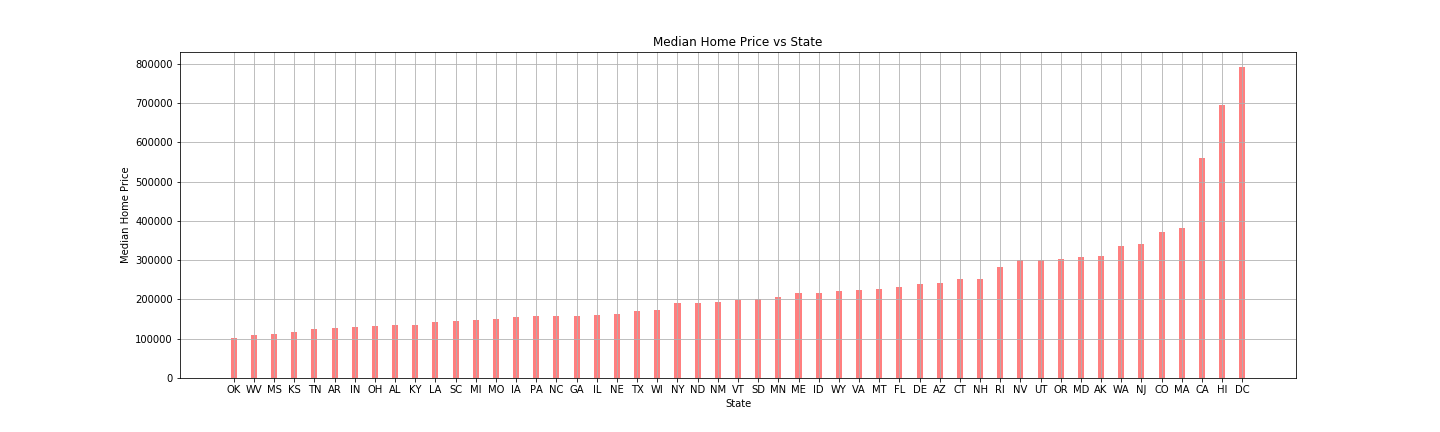 Median Home Price vs State
800000
700000
600000
500000
400000
300000
200000
100000
0
Median Home Price
OK WV MS KS TN AR IN OH AL KY LA SC MI MO IA PA NC GA IL NE TX WI NY ND NM VT SD MN ME ID WY VA MT FL DE AZ CT NH RI NV UT OR MD AK WA NJ CO MA CA HI DC
State